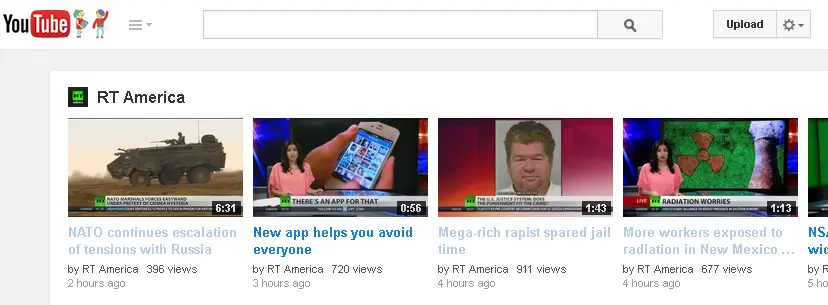 YouTube
Upload
RT America
NATO MARSHALS FORCES EASTWARD
UNDER PRETEXT OF CRIMEA HYSTERIA
6:31
THERE'S AN APP FOR THAT
0:56
THE U.S. JUSTICE SYSTEM: DOES
THE PUNISHMENT FIT THE CRIME?
1:43
LIVE
RADIATION WORRIES
1:13
NATO continues escalation
of tensions with Russia
by RT America 396 views
2 hours ago
New app helps you avoid
everyone
by RT America 720 views
3 hours ago
Mega-rich rapist spared jail
time
by RT America 911 views
4 hours ago
More workers exposed to
radiation in New Mexico ...
by RT America 677 views
4 hours ago
NSA
wid
by R
5 ho